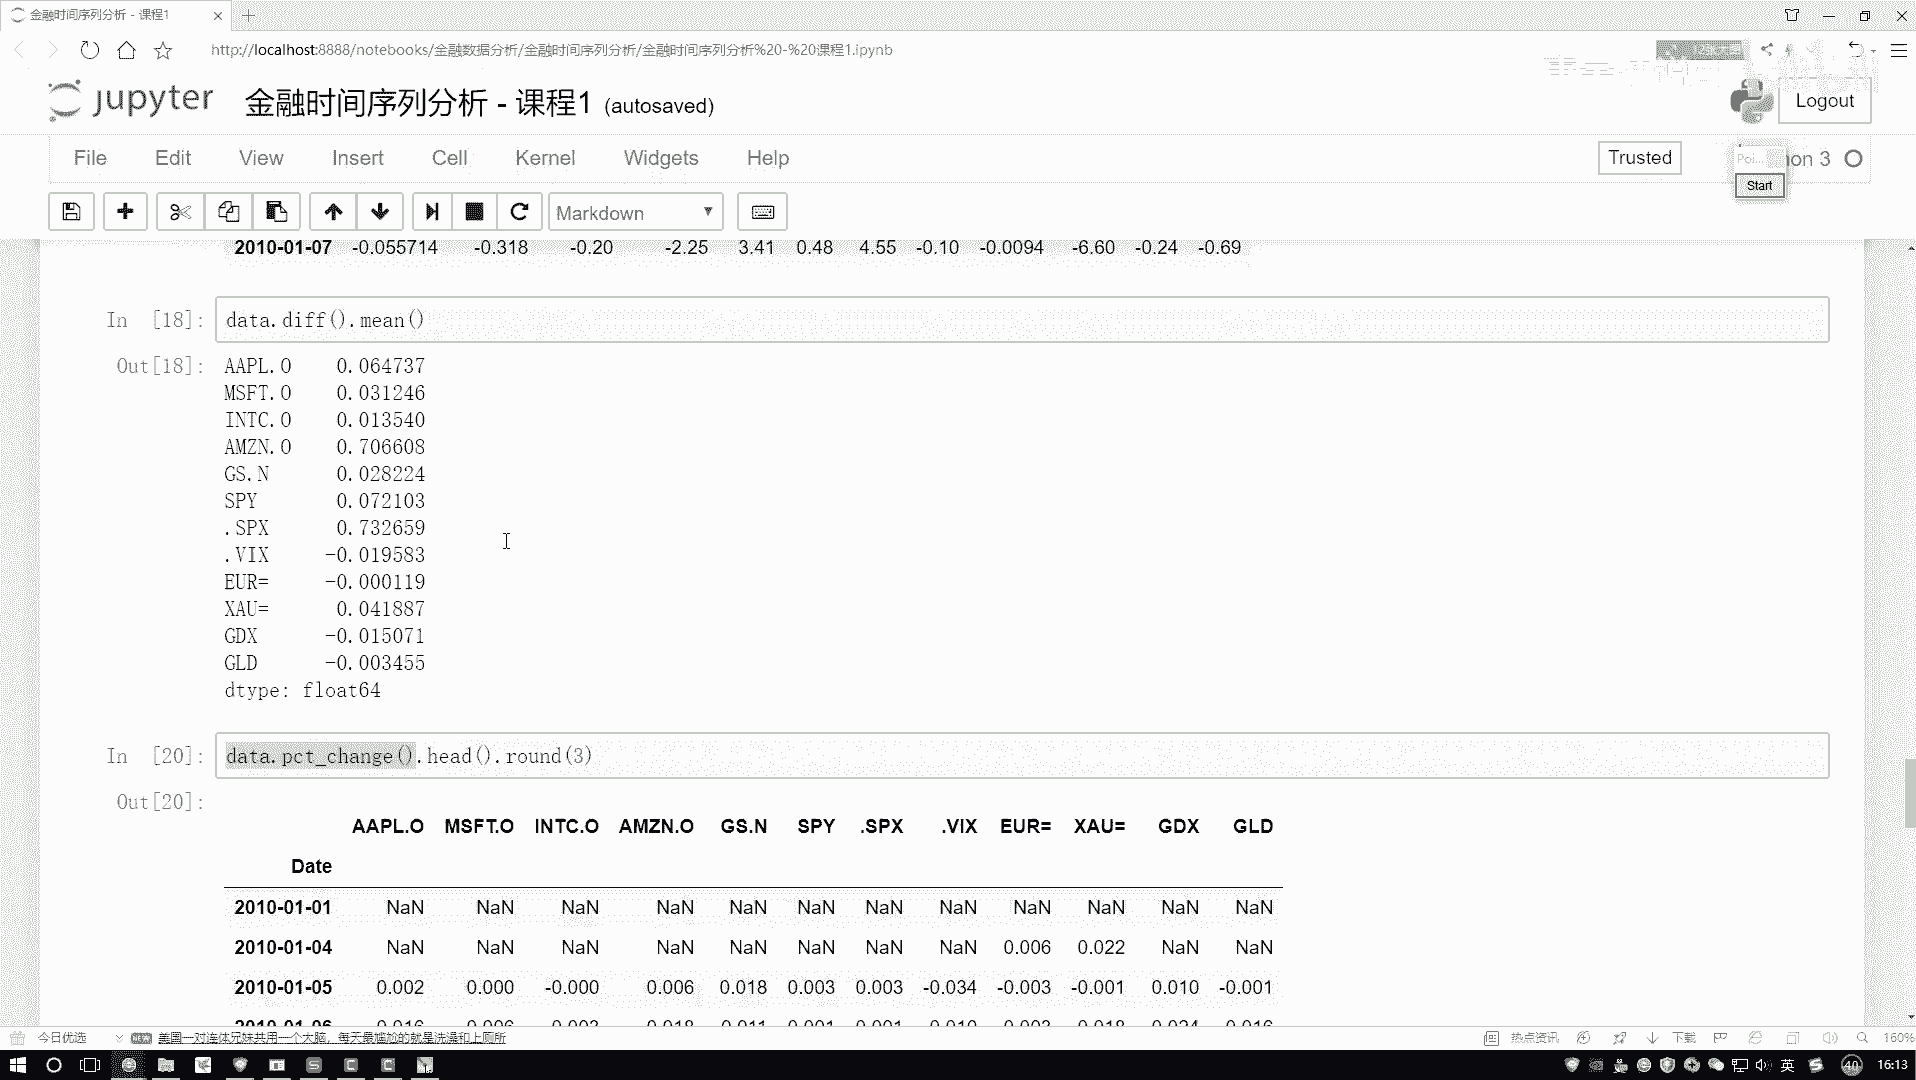 金融时间序列分析 - 课程1
http://localhost:8888/notebooks/金融数据分析/金融时间序列分析/金融时间序列分析%20-%20课程1.ipynb
jupyter 金融时间序列分析 - 课程1 (autosaved)
Logout
File Edit View Insert Cell Kernel Widgets Help
Trusted
Poi... on 3
Start
Markdown
2010-01-07 -0.055714 -0.318 -0.20 -2.25 3.41 0.48 4.55 -0.10 -0.0094 -6.60 -0.24 -0.69
In [18]: data.diff().mean()
Out[18]: AAPL.O 0.064737
MSFT.O 0.031246
INTC.O 0.013540
AMZN.O 0.706608
GS.N 0.028224
SPY 0.072103
.SPX 0.732659
.VIX -0.019583
EUR= -0.000119
XAU= 0.041887
GDX -0.015071
GLD -0.003455
dtype: float64
In [20]: data.pct_change().head().round(3)
Out[20]:
AAPL.O MSFT.O INTC.O AMZN.O GS.N SPY .SPX .VIX EUR= XAU= GDX GLD
Date
2010-01-01 NaN NaN NaN NaN NaN NaN NaN NaN NaN NaN NaN NaN
2010-01-04 NaN NaN NaN NaN NaN NaN NaN NaN 0.006 0.022 NaN NaN
2010-01-05 0.002 0.000 -0.000 0.006 0.018 0.003 0.003 -0.034 -0.003 -0.001 0.010 -0.001
今日优选 NEW 美国一对连体兄妹共用一个大脑，每天最尴尬的就是洗澡和上厕所
热点资讯 下载 160%
英 40 16:13